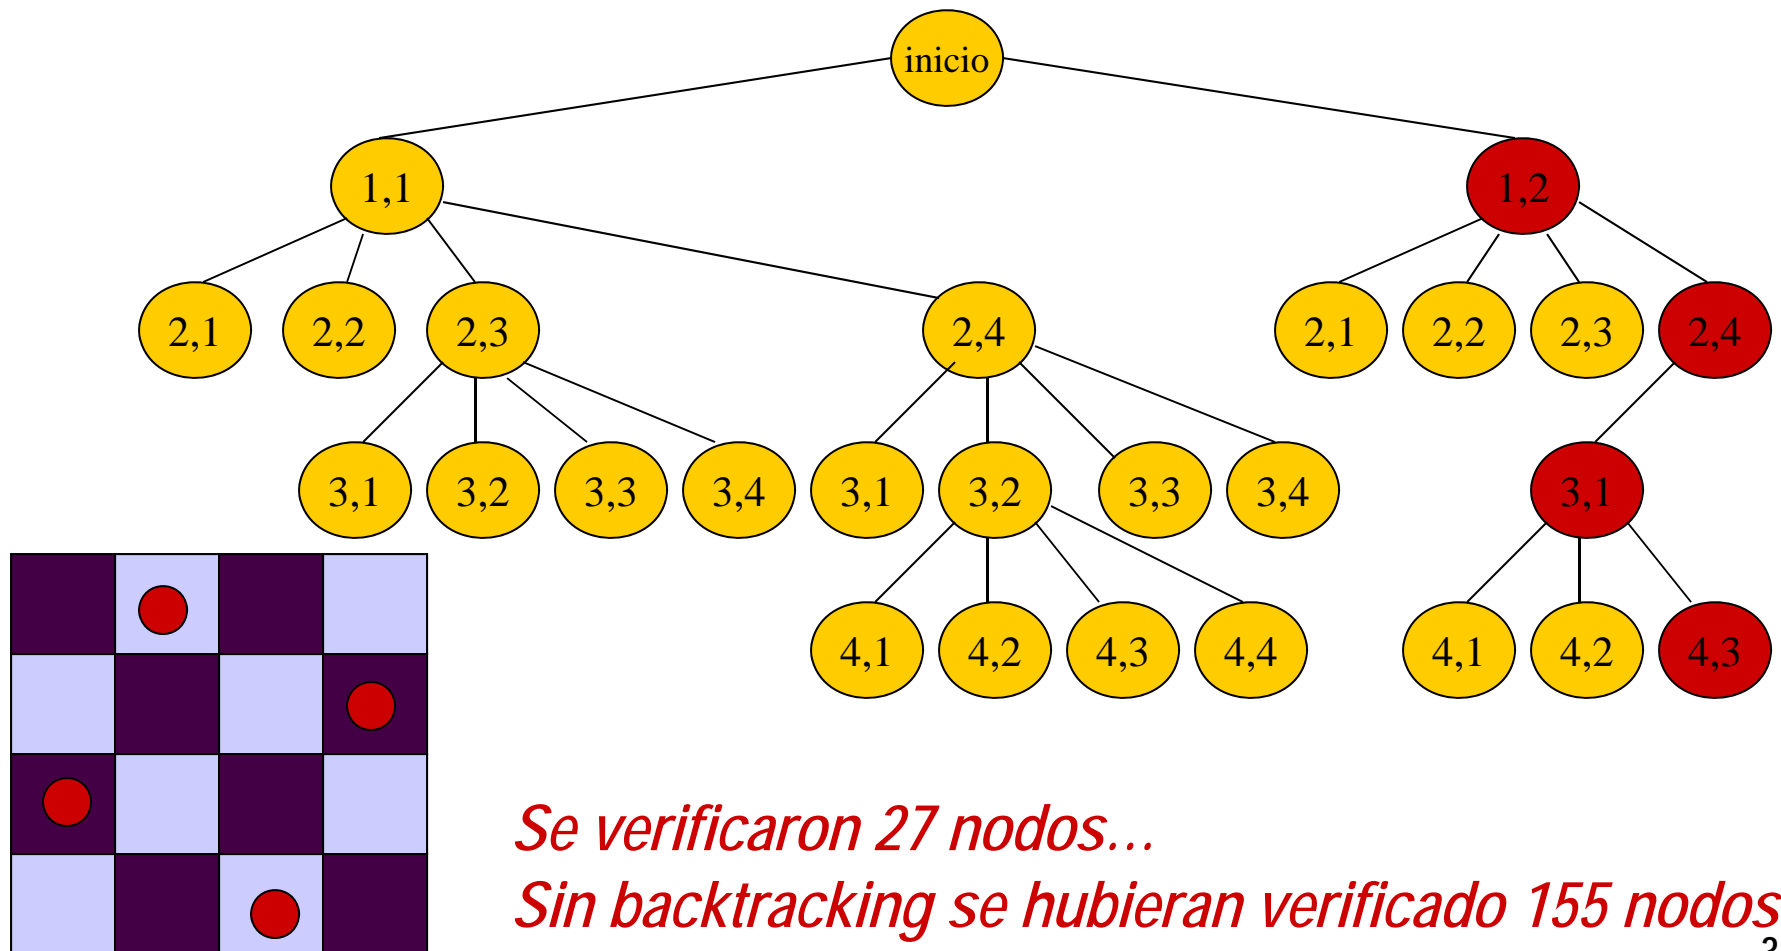 inicio
1,1 1,2
2,1 2,2 2,3 2,4 2,1 2,2 2,3 2,4
3,1 3,2 3,3 3,4 3,1 3,2 3,3 3,4 3,1
4,1 4,2 4,3 4,4 4,1 4,2 4,3
Se verificaron 27 nodos...
Sin backtracking se hubieran verificado 155 nodos